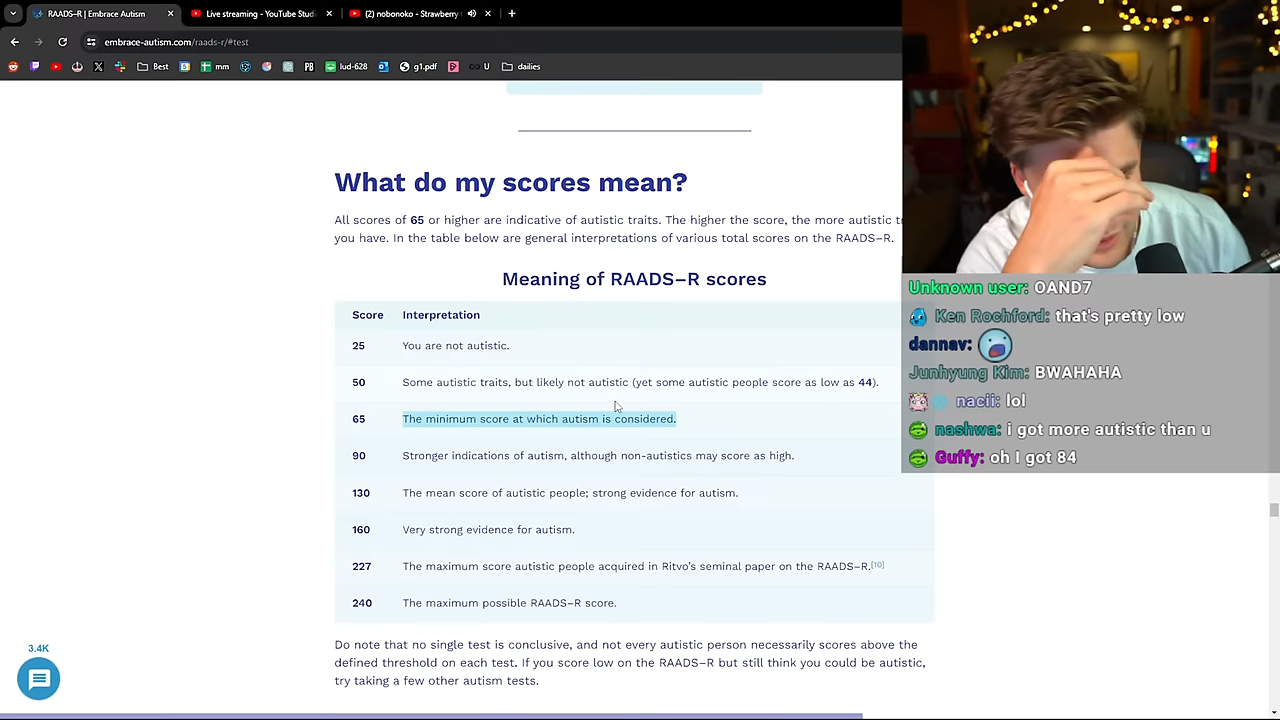 RAADS–R | Embrace Autism
Live streaming - YouTube Studi
(2) nobonoko - Strawberry
embrace-autism.com/raads-r/#test
Best
mm
PB
lud-628
g1.pdf
U
dailies
What do my scores mean?
All scores of 65 or higher are indicative of autistic traits. The higher the score, the more autistic tr
you have. In the table below are general interpretations of various total scores on the RAADS–R.
Meaning of RAADS–R scores
Score Interpretation
25 You are not autistic.
50 Some autistic traits, but likely not autistic (yet some autistic people score as low as 44).
65 The minimum score at which autism is considered.
90 Stronger indications of autism, although non-autistics may score as high.
130 The mean score of autistic people; strong evidence for autism.
160 Very strong evidence for autism.
227 The maximum score autistic people acquired in Ritvo's seminal paper on the RAADS–R.[10]
240 The maximum possible RAADS–R score.
Do note that no single test is conclusive, and not every autistic person necessarily scores above the
defined threshold on each test. If you score low on the RAADS–R but still think you could be autistic,
try taking a few other autism tests.
3.4K
Unknown user: OAND7
Ken Rochford: that's pretty low
dannav:
Junhyung Kim: BWAHAHA
nacii: lol
nashwa: i got more autistic than u
Guffy: oh I got 84